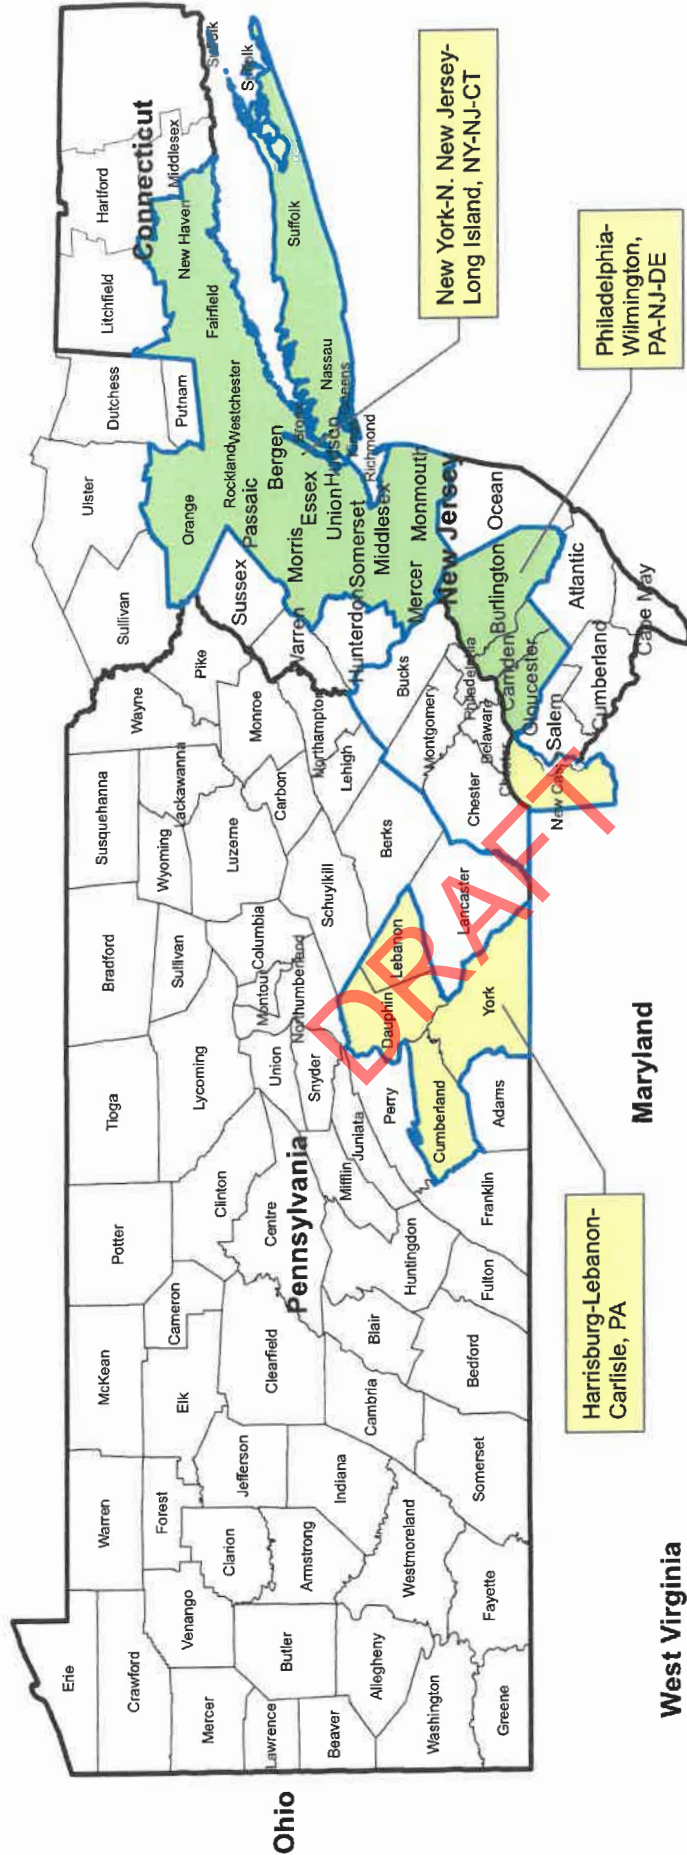 Erie
Crawford
Warren
McKean
Potter
Tioga
Bradford
Susquehanna
Wayne
Pike
Mercer
Venango
Forest
Elk
Cameron
Clinton
Lycoming
Sullivan
Wyoming
Lackawanna
Luzerne
Monroe
Carbon
Lawrence
Butler
Clarion
Jefferson
Clearfield
Centre
Union
Montour
Columbia
Northumberland
Snyder
Pennsylvania
Beaver
Allegheny
Armstrong
Indiana
Cambria
Blair
Huntingdon
Mifflin
Juniata
Perry
Dauphin
Lebanon
Schuylkill
Berks
Lehigh
Northampton
Bucks
Montgomery
Philadelphia
Delaware
Chester
Lancaster
York
Adams
Cumberland
Franklin
Fulton
Bedford
Somerset
Westmoreland
Fayette
Washington
Greene
Ohio
West Virginia
Maryland
Sullivan
Ulster
Dutchess
Putnam
Orange
Rockland
Westchester
Litchfield
Hartford
Connecticut
Middlesex
New Haven
Fairfield
Suffolk
Suffolk
Suffolk
Nassau
Queens
Bronx
Richmond
Sussex
Passaic
Bergen
Morris
Essex
Hudson
Union
Warren
Hunterdon
Somerset
Middlesex
Mercer
Monmouth
New Jersey
Ocean
Burlington
Camden
Gloucester
Atlantic
Salem
Cumberland
Cape May
New Castle
New York-N. New Jersey-
Long Island, NY-NJ-CT
Philadelphia-
Wilmington,
PA-NJ-DE
Harrisburg-Lebanon-
Carlisle, PA
DRAFT